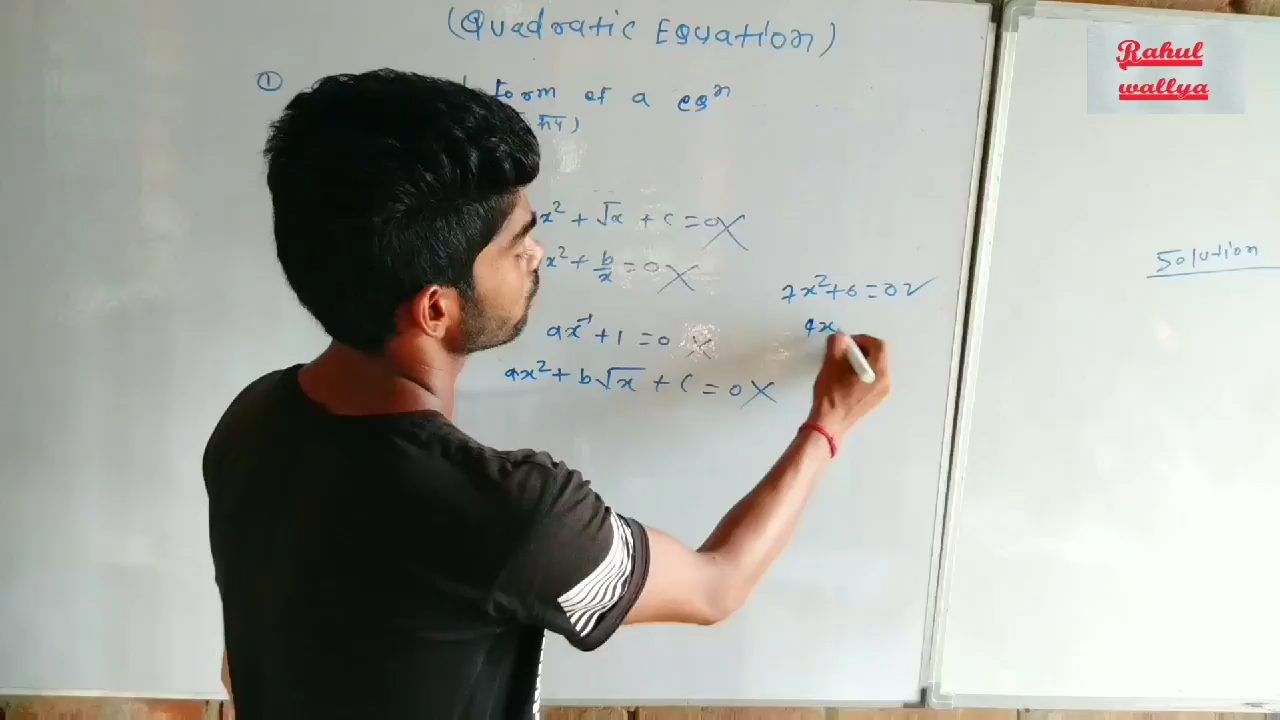 (Quadratic Equation)
Rahul
wallya
① form of a eqⁿ
रूप)
x² + √x + c = 0 X
x² + b/x = 0 X
Solution
7x² + 6 = 0 ✓
ax⁻¹ + 1 = 0 X
9x
ax² + b√x + c = 0 X